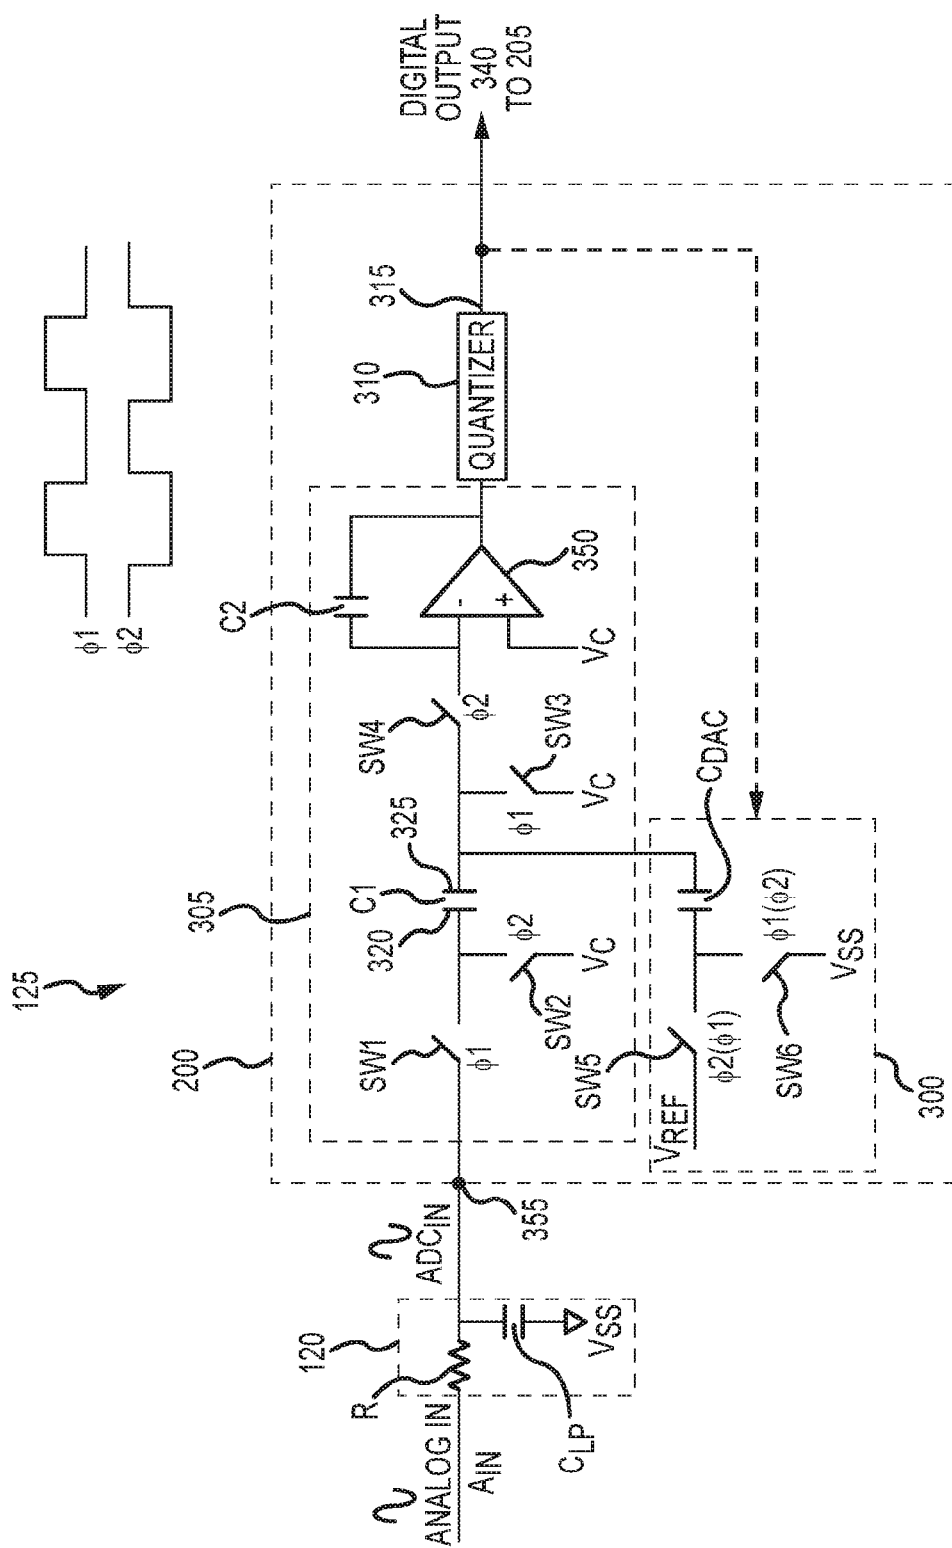 ϕ1
ϕ2
125
200
305
C2
DIGITAL
OUTPUT
340
TO 205
315
310
QUANTIZER
350
-
+
VC
SW4
ϕ2
SW3
ϕ1
VC
325
C1
320
ϕ2
SW2
VC
SW1
ϕ1
CDAC
ϕ1(ϕ2)
VSS
SW6
SW5
ϕ2(ϕ1)
VREF
300
355
ADCIN
120
R
VSS
CLP
ANALOG IN
AIN